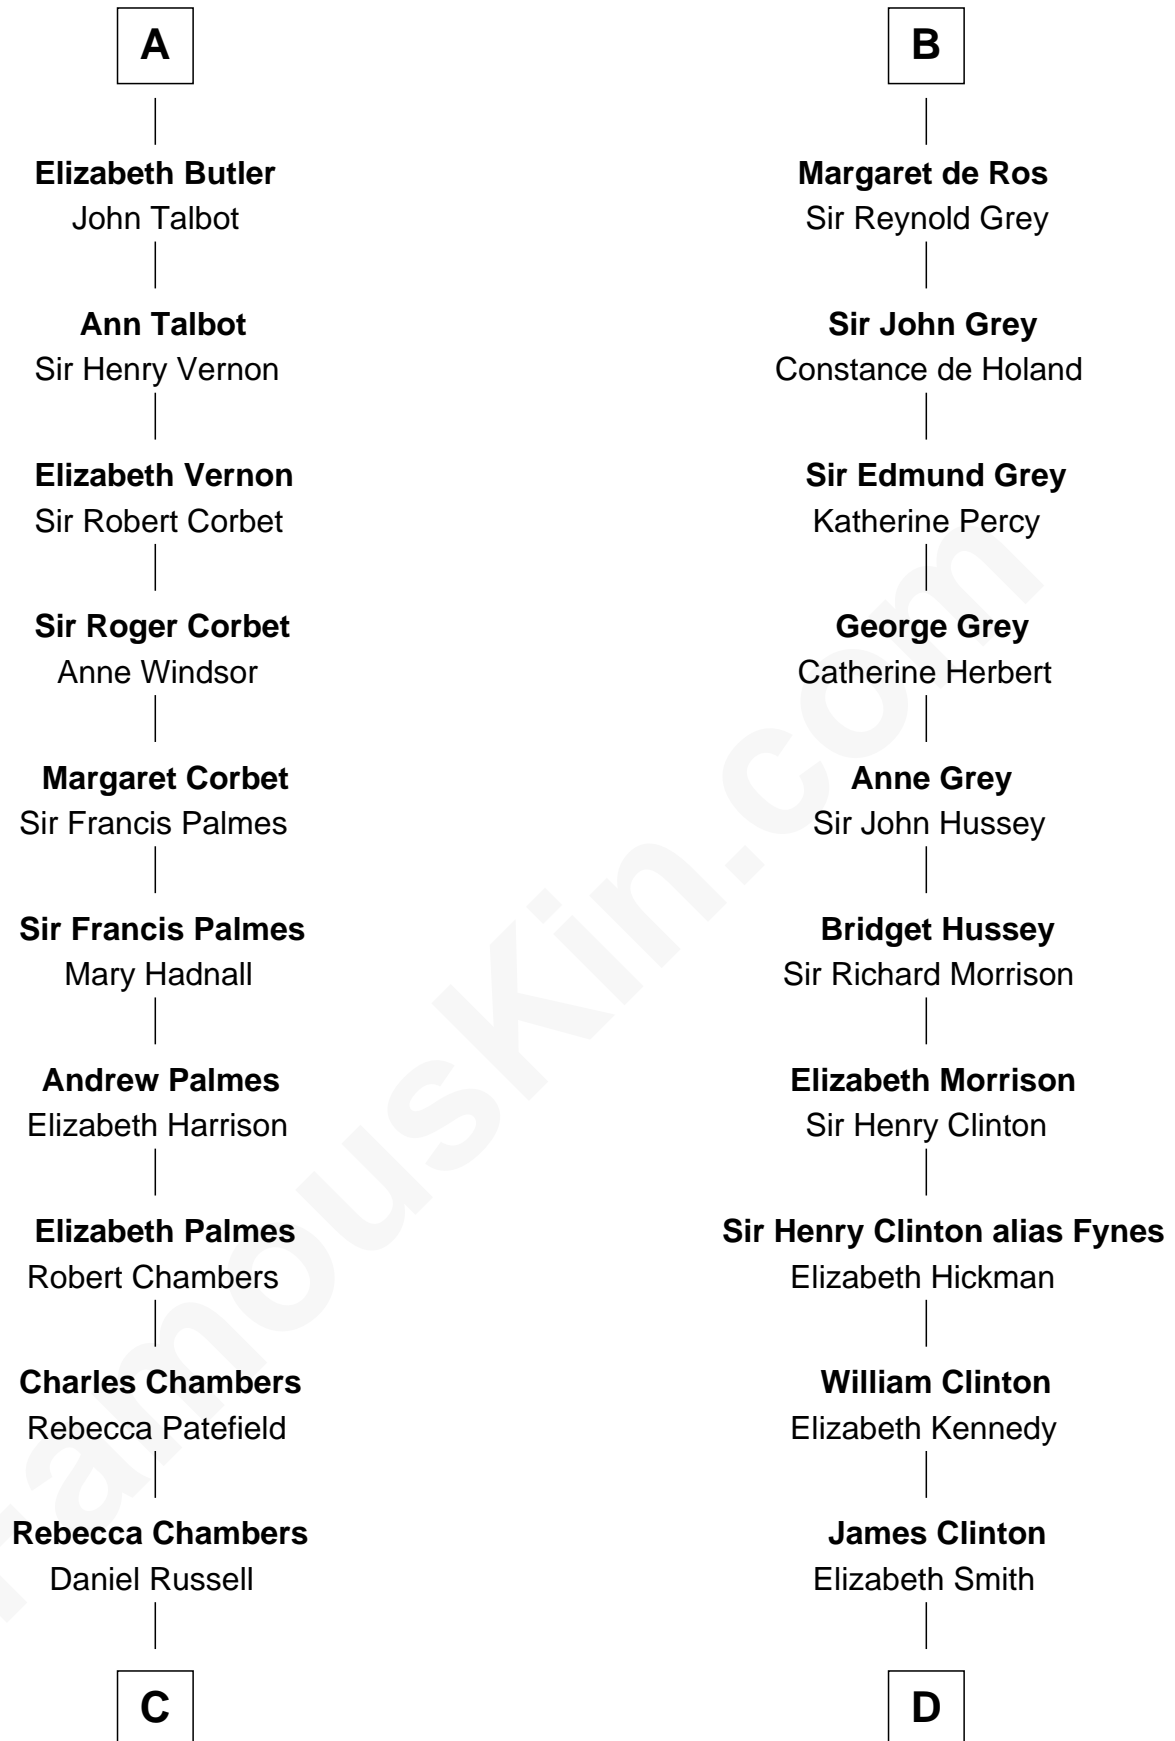 A
Elizabeth Butler
John Talbot
Ann Talbot
Sir Henry Vernon
Elizabeth Vernon
Sir Robert Corbet
Sir Roger Corbet
Anne Windsor
Margaret Corbet
Sir Francis Palmes
Sir Francis Palmes
Mary Hadnall
Andrew Palmes
Elizabeth Harrison
Elizabeth Palmes
Robert Chambers
Charles Chambers
Rebecca Patefield
Rebecca Chambers
Daniel Russell
C
B
Margaret de Ros
Sir Reynold Grey
Sir John Grey
Constance de Holand
Sir Edmund Grey
Katherine Percy
George Grey
Catherine Herbert
Anne Grey
Sir John Hussey
Bridget Hussey
Sir Richard Morrison
Elizabeth Morrison
Sir Henry Clinton
Sir Henry Clinton alias Fynes
Elizabeth Hickman
William Clinton
Elizabeth Kennedy
James Clinton
Elizabeth Smith
D
FamousKin.com